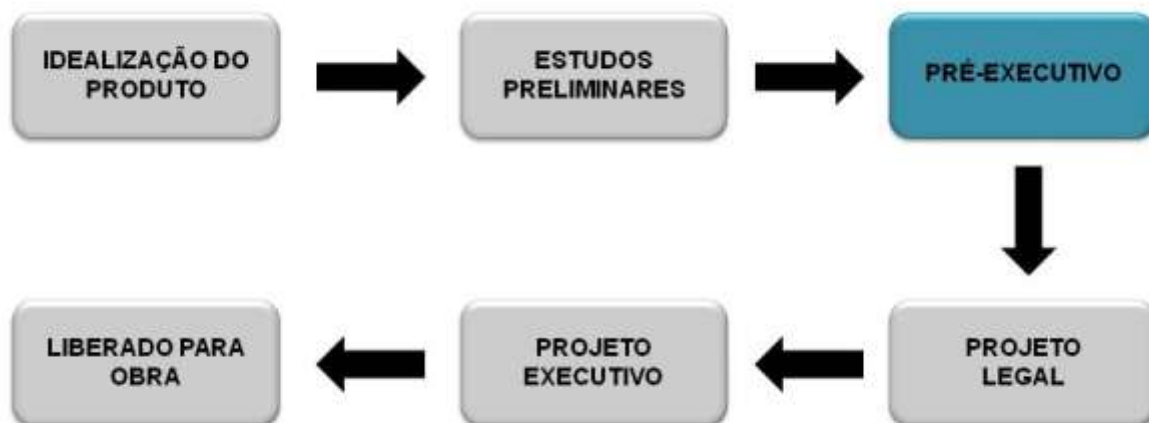 IDEALIZAÇÃO DO
PRODUTO
ESTUDOS
PRELIMINARES
PRÉ-EXECUTIVO
PROJETO
LEGAL
PROJETO
EXECUTIVO
LIBERADO PARA
OBRA